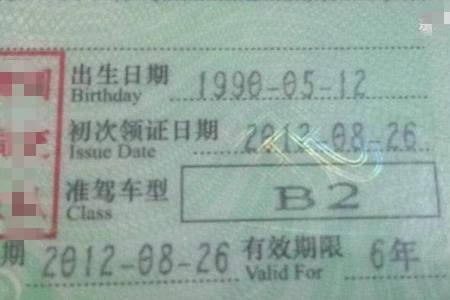 出生日期 1990-05-12
Birthday
初次领证日期 2012-08-26
Issue Date
准驾车型 B2
Class
期 2012-08-26 有效期限 6年
Valid For